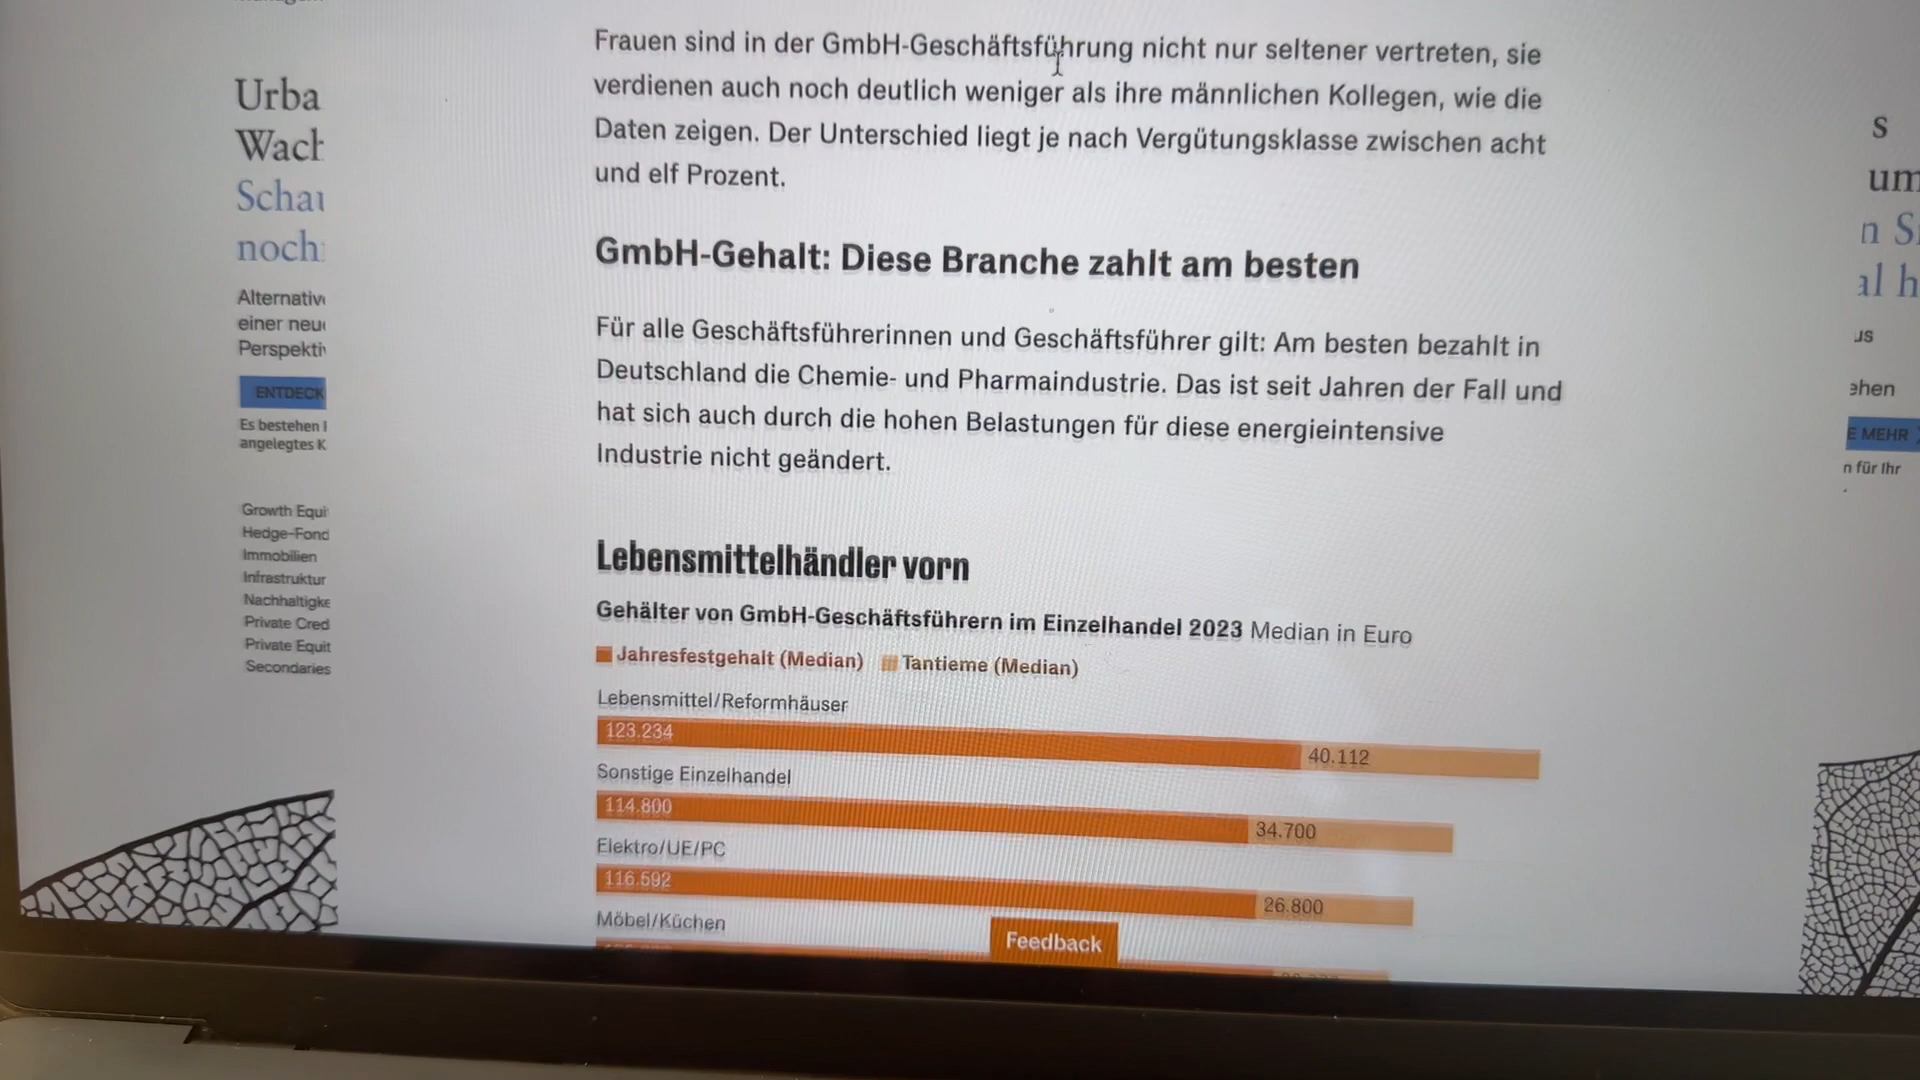 Frauen sind in der GmbH-Geschäftsführung nicht nur seltener vertreten, sie
verdienen auch noch deutlich weniger als ihre männlichen Kollegen, wie die
Daten zeigen. Der Unterschied liegt je nach Vergütungsklasse zwischen acht
und elf Prozent.
GmbH-Gehalt: Diese Branche zahlt am besten
Für alle Geschäftsführerinnen und Geschäftsführer gilt: Am besten bezahlt in
Deutschland die Chemie- und Pharmaindustrie. Das ist seit Jahren der Fall und
hat sich auch durch die hohen Belastungen für diese energieintensive
Industrie nicht geändert.
Lebensmittelhändler vorn
Gehälter von GmbH-Geschäftsführern im Einzelhandel 2023 Median in Euro
Jahresfestgehalt (Median) Tantieme (Median)
Lebensmittel/Reformhäuser
123.234 40.112
Sonstige Einzelhandel
114.800 34.700
Elektro/UE/PC
116.592 26.800
Möbel/Küchen
Feedback
Urba
Wach
Schau
noch
Alternativ
einer neu
Perspektiv
ENTDECK
Es bestehen
angelegtes K
Growth Equi
Hedge-Fond
Immobilien
Infrastruktur
Nachhaltigke
Private Cred
Private Equit
Secondaries
s
um
n S
al h
us
ehen
E MEHR
n für Ihr